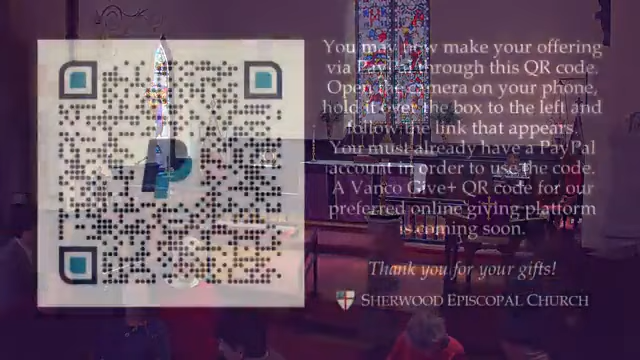 You may now make your offering
via PayPal through this QR code.
Open the camera on your phone,
hold it over the box to the left and
follow the link that appears.
You must already have a PayPal
account in order to use the code.
A Vanco Give+ QR code for our
preferred online giving platform
is coming soon.
Thank you for your gifts!
SHERWOOD EPISCOPAL CHURCH